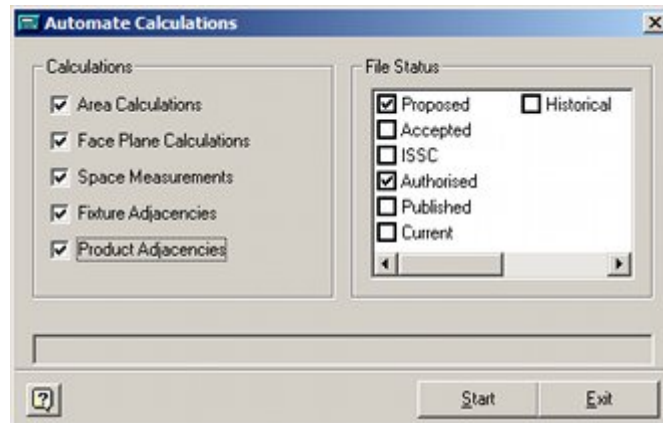 Automate Calculations
Calculations
Area Calculations
Face Plane Calculations
Space Measurements
Fixture Adjacencies
Product Adjacencies
File Status
Proposed
Accepted
ISSC
Authorised
Published
Current
Historical
?
Start
Exit